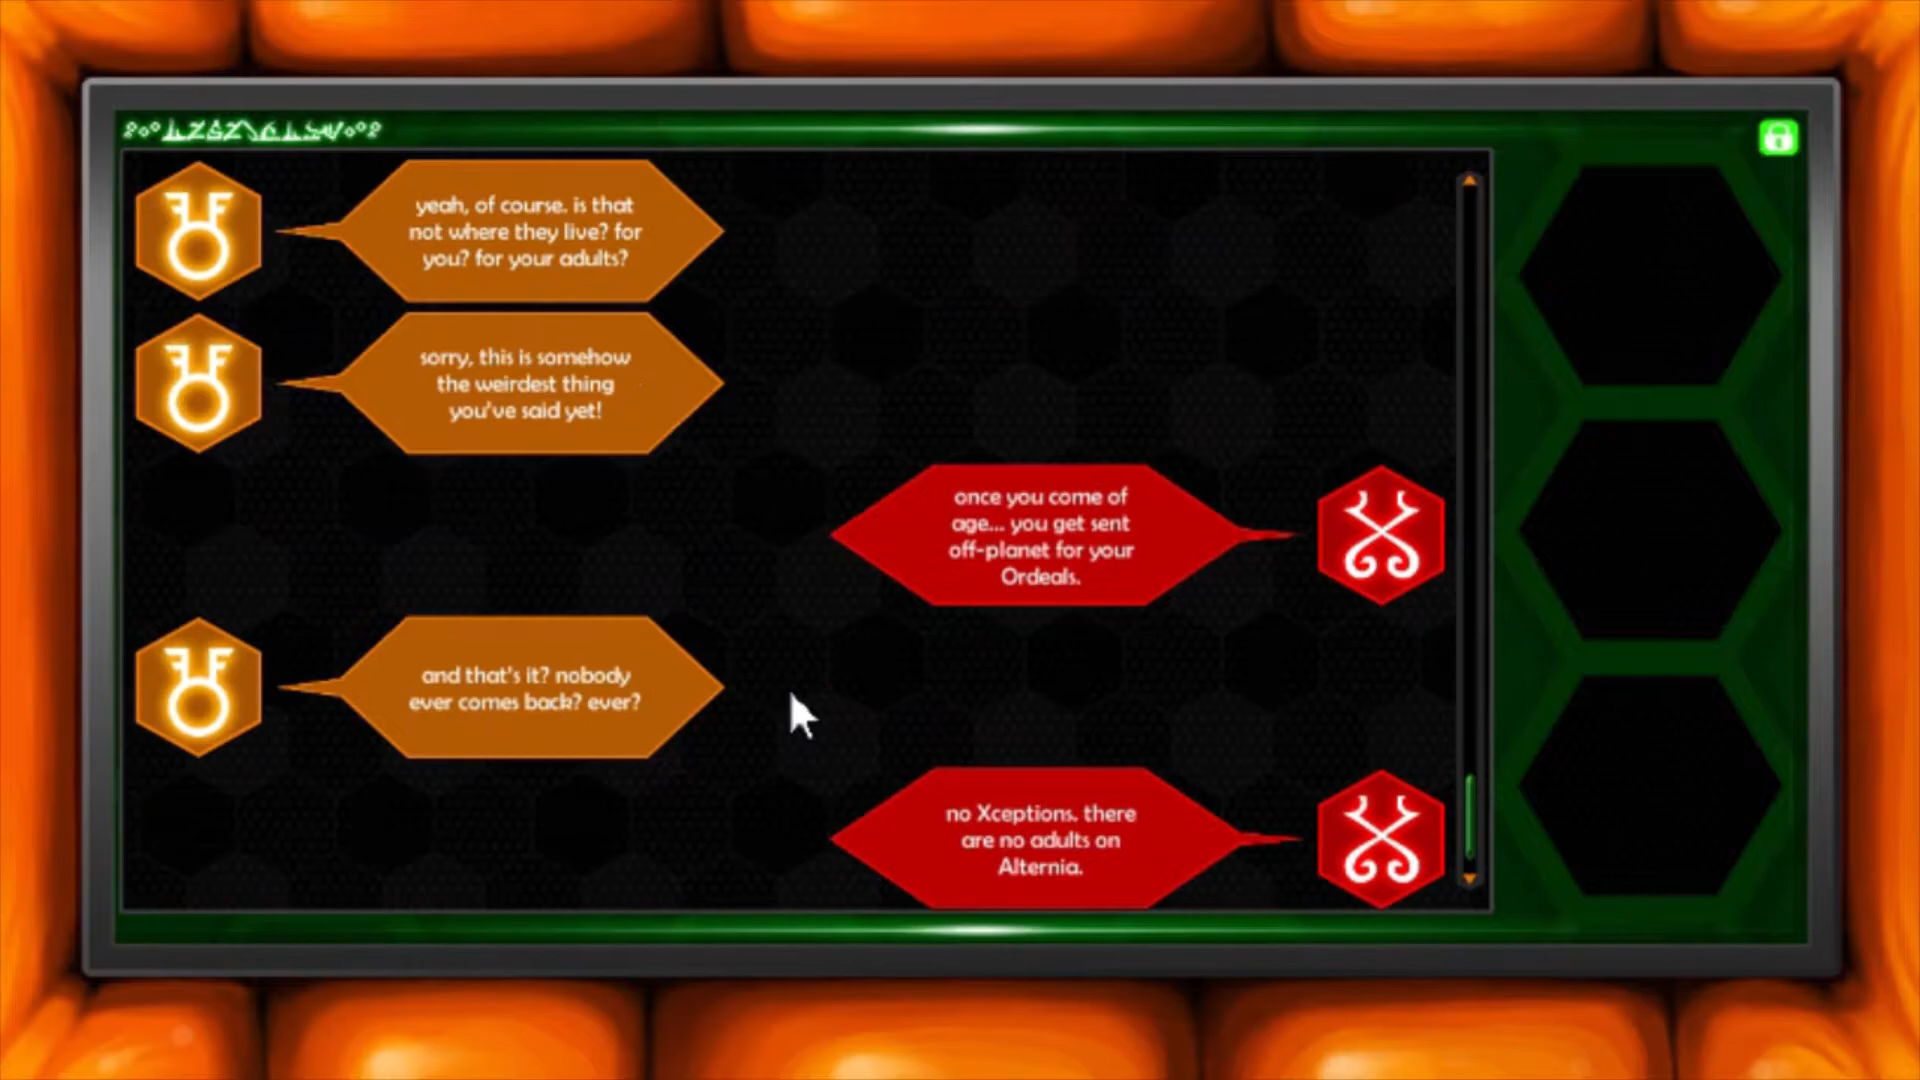 yeah, of course. is that
not where they live? for
you? for your adults?
sorry, this is somehow
the weirdest thing
you've said yet!
once you come of
age... you get sent
off-planet for your
Ordeals.
and that's it? nobody
ever comes back? ever?
no Xceptions. there
are no adults on
Alternia.